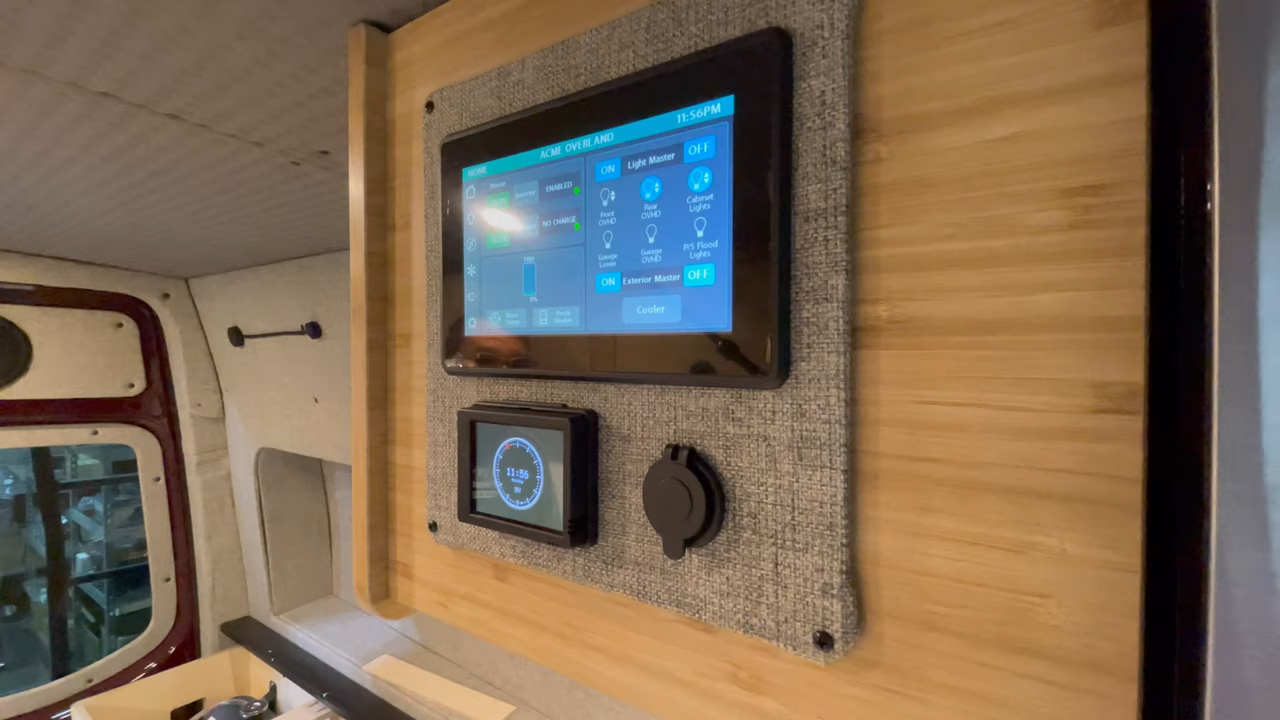 HOME
ACME OVERLAND
11:56PM
Inverter
ENABLED
NO CHARGE
ON
Light Master
OFF
Front
OVHD
Rear
OVHD
Cabinet
Lights
Garage
Lower
Garage
OVHD
P/S Flood
Lights
ON
Exterior Master
OFF
Cooler
11:56